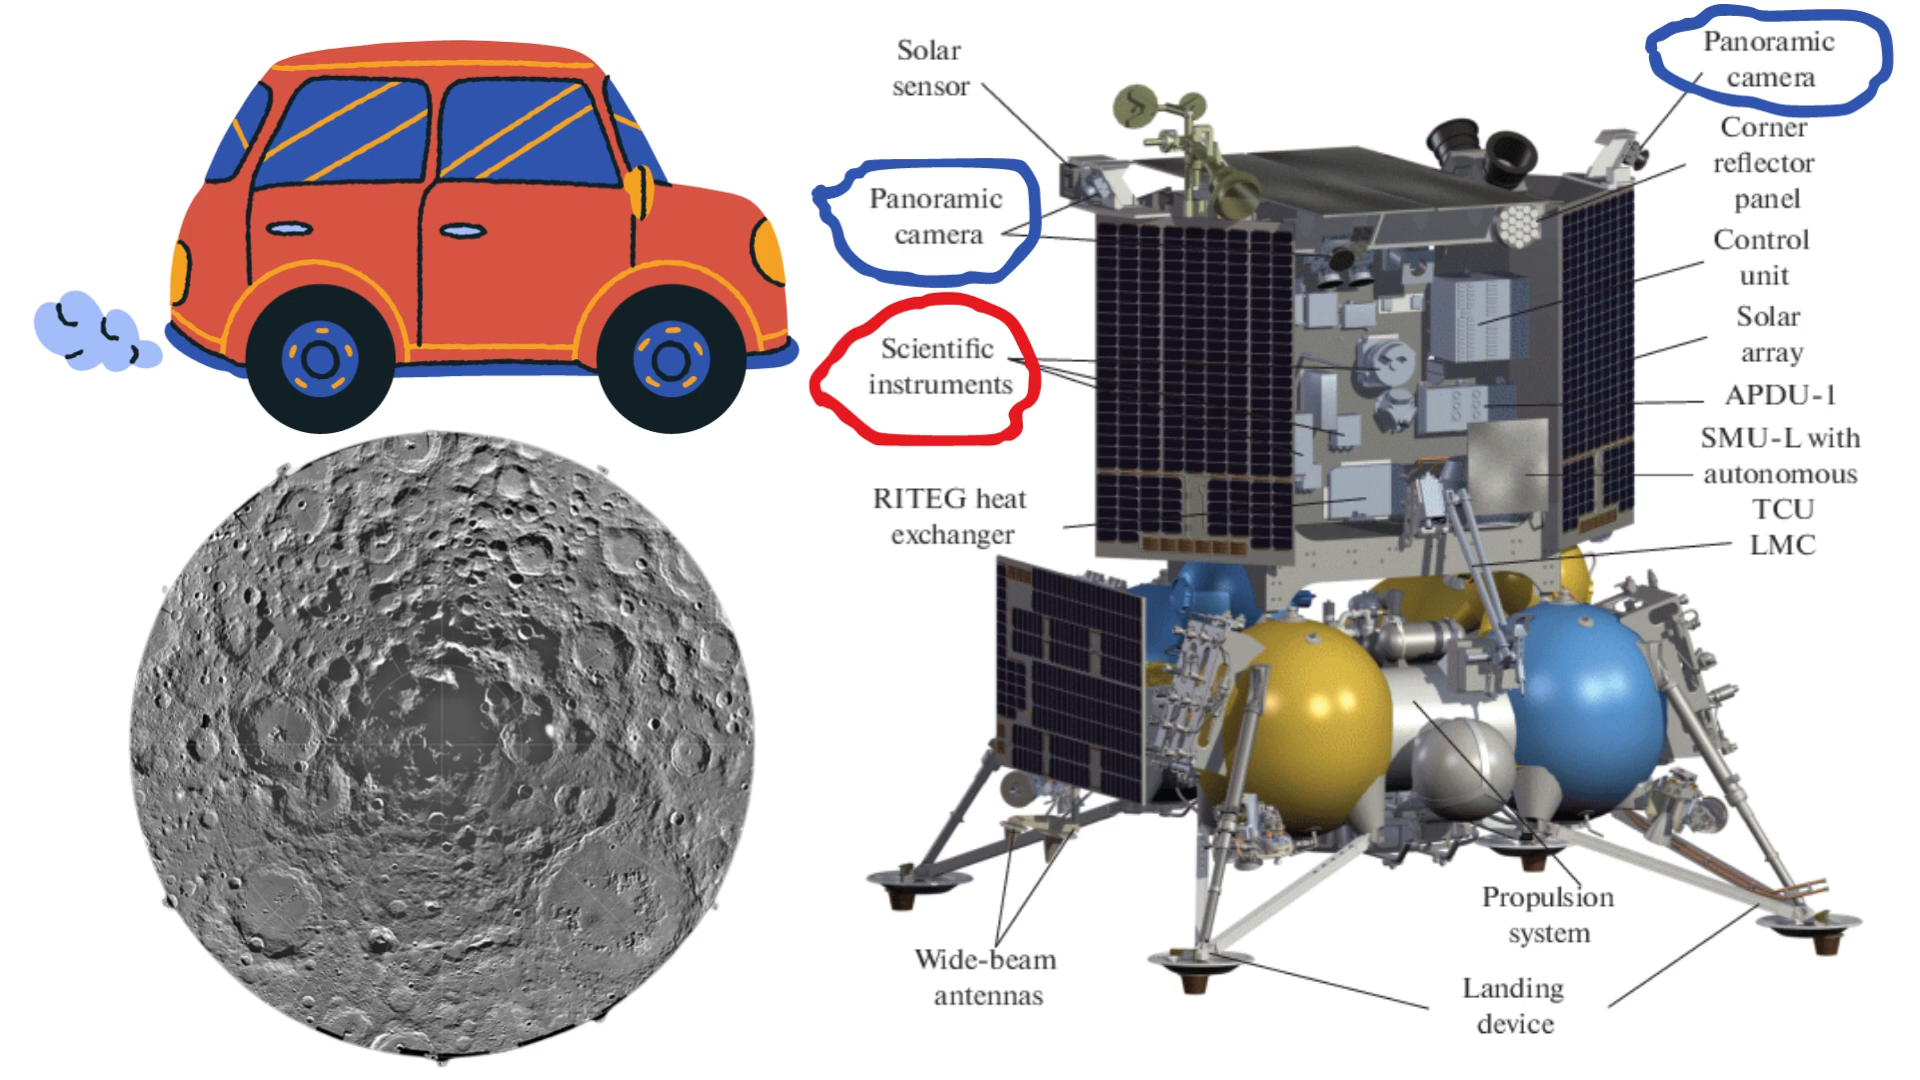 Solar
sensor
Panoramic
camera
Scientific
instruments
RITEG heat
exchanger
Wide-beam
antennas
Panoramic
camera
Corner
reflector
panel
Control
unit
Solar
array
APDU-1
SMU-L with
autonomous
TCU
LMC
Propulsion
system
Landing
device